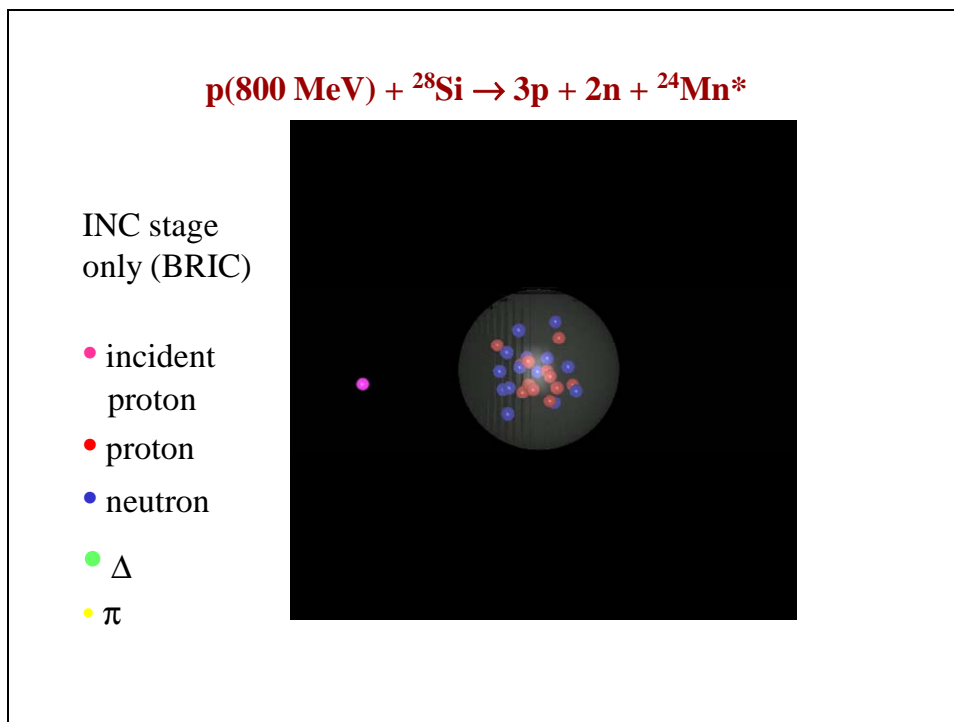 p(800 MeV) + ²⁸Si → 3p + 2n + ²⁴Mn*
INC stage
only (BRIC)
• incident
proton
• proton
• neutron
• Δ
• π